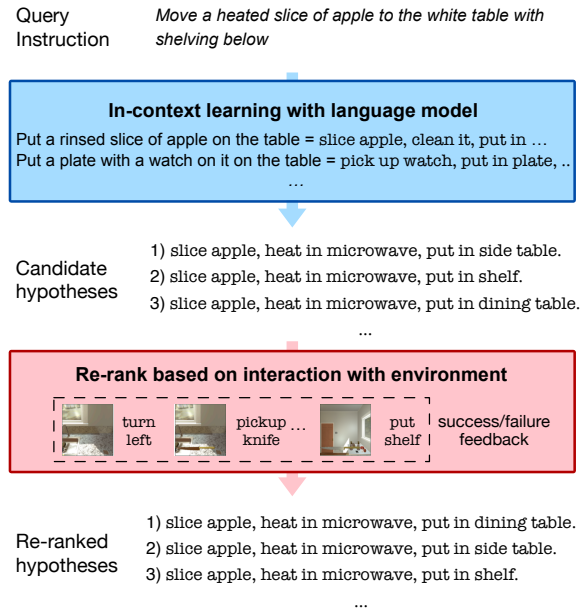 Query Instruction
Move a heated slice of apple to the white table with
shelving below
In-context learning with language model
Put a rinsed slice of apple on the table = slice apple, clean it, put in ...
Put a plate with a watch on it on the table = pick up watch, put in plate, ..
...
Candidate hypotheses
1) slice apple, heat in microwave, put in side table.
2) slice apple, heat in microwave, put in shelf.
3) slice apple, heat in microwave, put in dining table.
...
Re-rank based on interaction with environment
turn left
pickup knife
...
put shelf
success/failure feedback
Re-ranked hypotheses
1) slice apple, heat in microwave, put in dining table.
2) slice apple, heat in microwave, put in side table.
3) slice apple, heat in microwave, put in shelf.
...